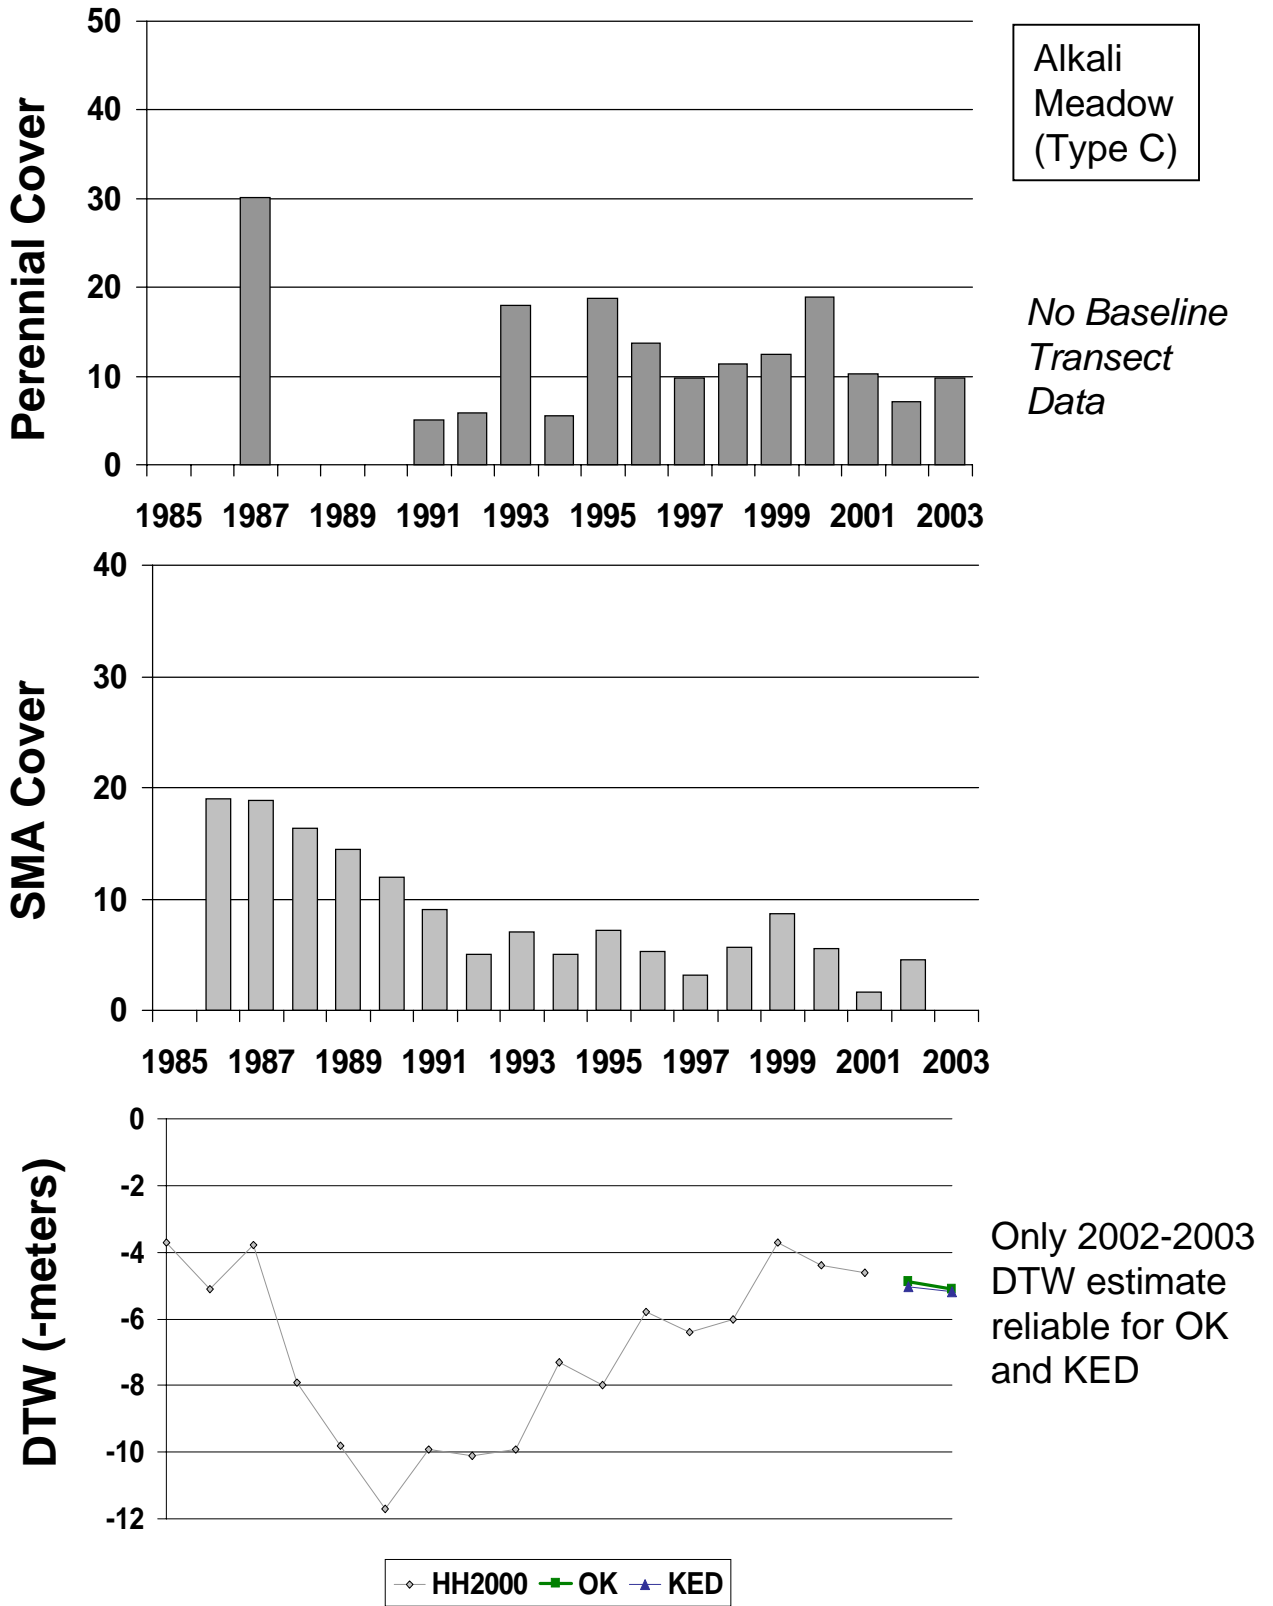 Perennial Cover
50
40
30
20
10
0
1985 1987 1989 1991 1993 1995 1997 1999 2001 2003
Alkali
Meadow
(Type C)
No Baseline
Transect
Data
SMA Cover
40
30
20
10
0
1985 1987 1989 1991 1993 1995 1997 1999 2001 2003
DTW (-meters)
0
-2
-4
-6
-8
-10
-12
Only 2002-2003
DTW estimate
reliable for OK
and KED
HH2000 OK KED